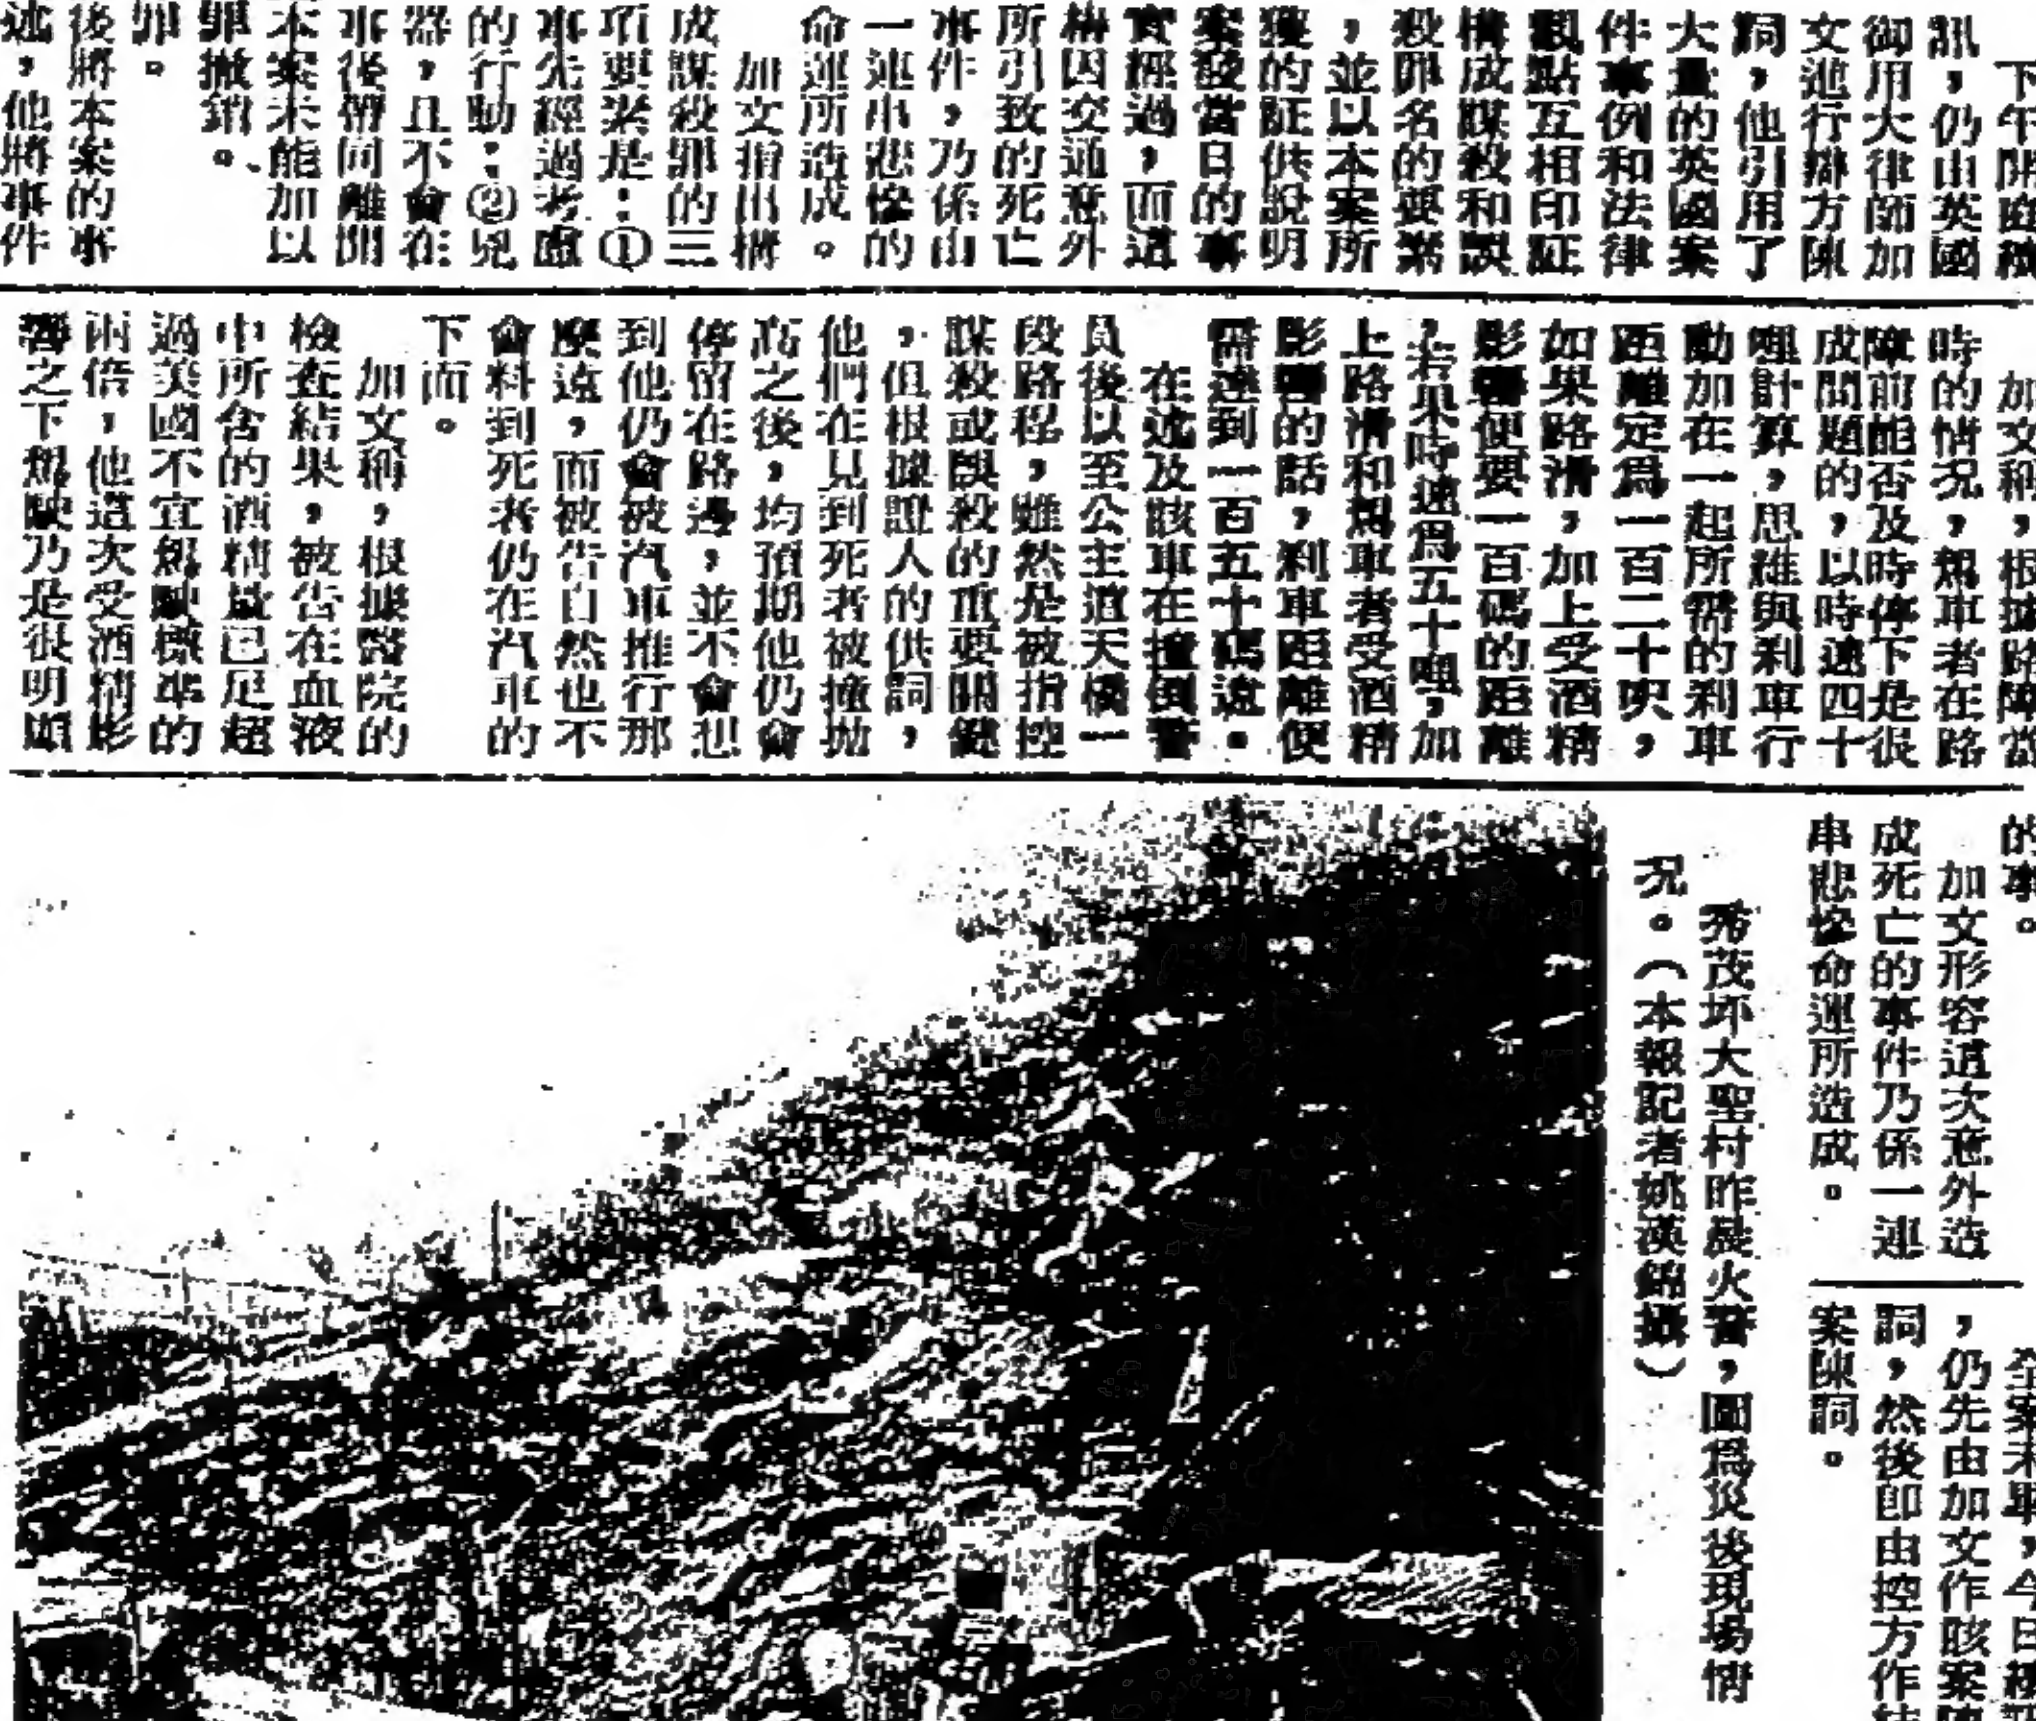 下午開庭
訊，仍由英國
御用大律師加
文進行辯方陳
詞，他引用了
大量的英國案
件事例和法律
觀點互相印証
構成謀殺和誤
殺罪名的要素
，並以本案所
獲的証供說明
案發當日的事
實經過，而這
樁因交通意外
所引致的死亡
事件，乃係由
一連串悲慘的
命運所造成。
加文指出構
成謀殺罪的三
項要素是：①
事先經過考慮
的行動：②兇
器，且不會在
事後帶同離開
本案未能加以
罪撤銷。
罪。
後將本案的事
述，他將事件
加文稱，根據路障當
時的情況，駕車者在路
障前能否及時停下是很
成問題的，以時速四十
哩計算，思維與剎車行
動加在一起所需的剎車
距離定爲一百二十呎，
如果路滑，加上受酒精
影響便要一百碼的距離
，若果時速爲五十哩，加
上路滑和駕車者受酒精
影響的話，剎車距離便
需達到一百五十碼遠。
在述及該車在撞倒警
員後以至公主道天橋一
段路程，雖然是被指控
謀殺或誤殺的重要關鍵
，但根據證人的供詞，
他們在見到死者被撞拋
高之後，均預期他仍會
停留在路邊，並不會想
到他仍會被汽車推行那
麽遠，而被告自然也不
會料到死者仍在汽車的
下面。
加文稱，根據醫院的
檢查結果，被告在血液
中所含的酒精量已足超
過英國不宜駕駛標準的
兩倍，他這次受酒精影
響之下駕駛乃是很明顯
的事。
加文形容這次意外造
成死亡的事件乃係一連
串悲慘命運所造成。
全案未取，今日
，仍先由加文作該案陳
詞，然後卽由控方作結
案陳詞。
秀茂坪大聖村昨晨火警，圖爲災後現場情
況。（本報記者姚漢錦攝）